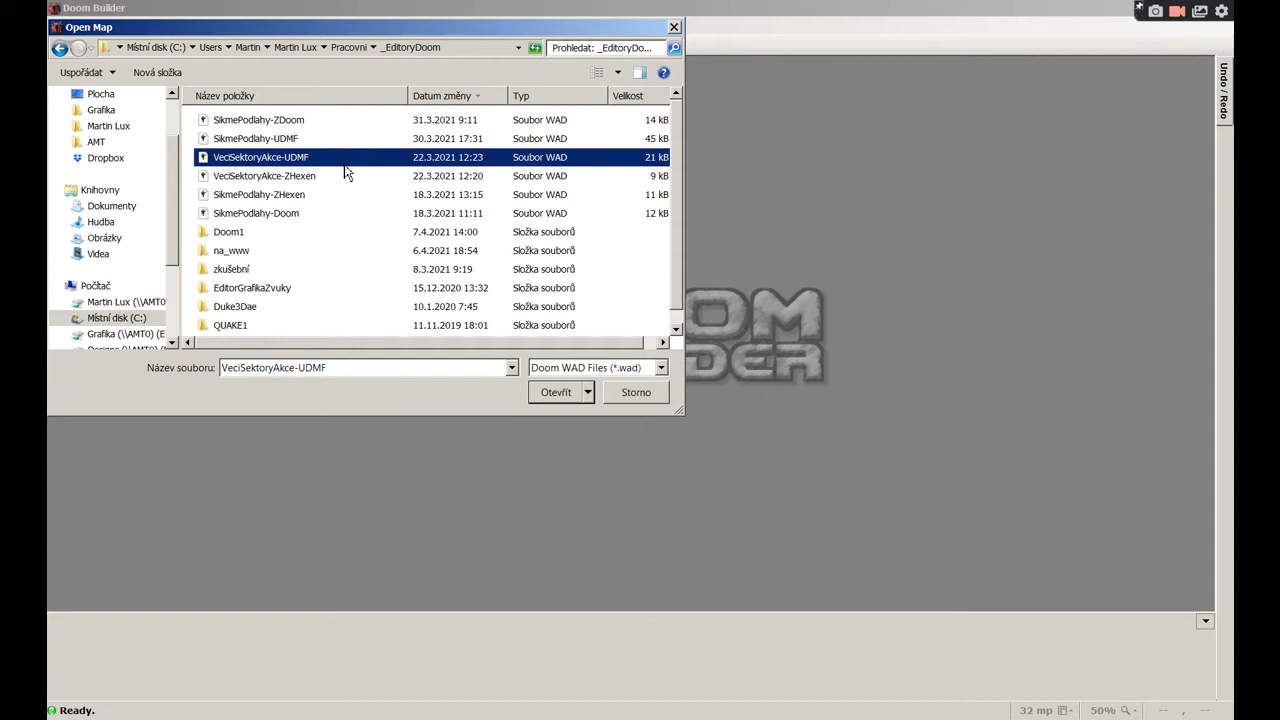 Doom Builder
Open Map
Místní disk (C:) Users Martin Martin Lux Pracovni _EditoryDoom
Prohledat: _EditoryDo...
Uspořádat Nová složka
Název položky Datum změny Typ Velikost
Plocha
Grafika
Martin Lux
AMT
Dropbox
Knihovny
Dokumenty
Hudba
Obrázky
Videa
Počítač
Martin Lux (\\AMT0)
Místní disk (C:)
Grafika (\\AMT0) (E
SikmePodlahy-ZDoom 31.3.2021 9:11 Soubor WAD 14 kB
SikmePodlahy-UDMF 30.3.2021 17:31 Soubor WAD 45 kB
VeciSektoryAkce-UDMF 22.3.2021 12:23 Soubor WAD 21 kB
VeciSektoryAkce-ZHexen 22.3.2021 12:20 Soubor WAD 9 kB
SikmePodlahy-ZHexen 18.3.2021 13:15 Soubor WAD 11 kB
SikmePodlahy-Doom 18.3.2021 11:11 Soubor WAD 12 kB
Doom1 7.4.2021 14:00 Složka souborů
na_www 6.4.2021 18:54 Složka souborů
zkušební 8.3.2021 9:19 Složka souborů
EditorGrafikaZvuky 15.12.2020 13:32 Složka souborů
Duke3Dae 10.1.2020 7:45 Složka souborů
QUAKE1 11.11.2019 18:01 Složka souborů
Název souboru: VeciSektoryAkce-UDMF Doom WAD Files (*.wad)
Otevřít Storno
OM
DER
Undo / Redo
Ready.
32 mp 50% -- , --